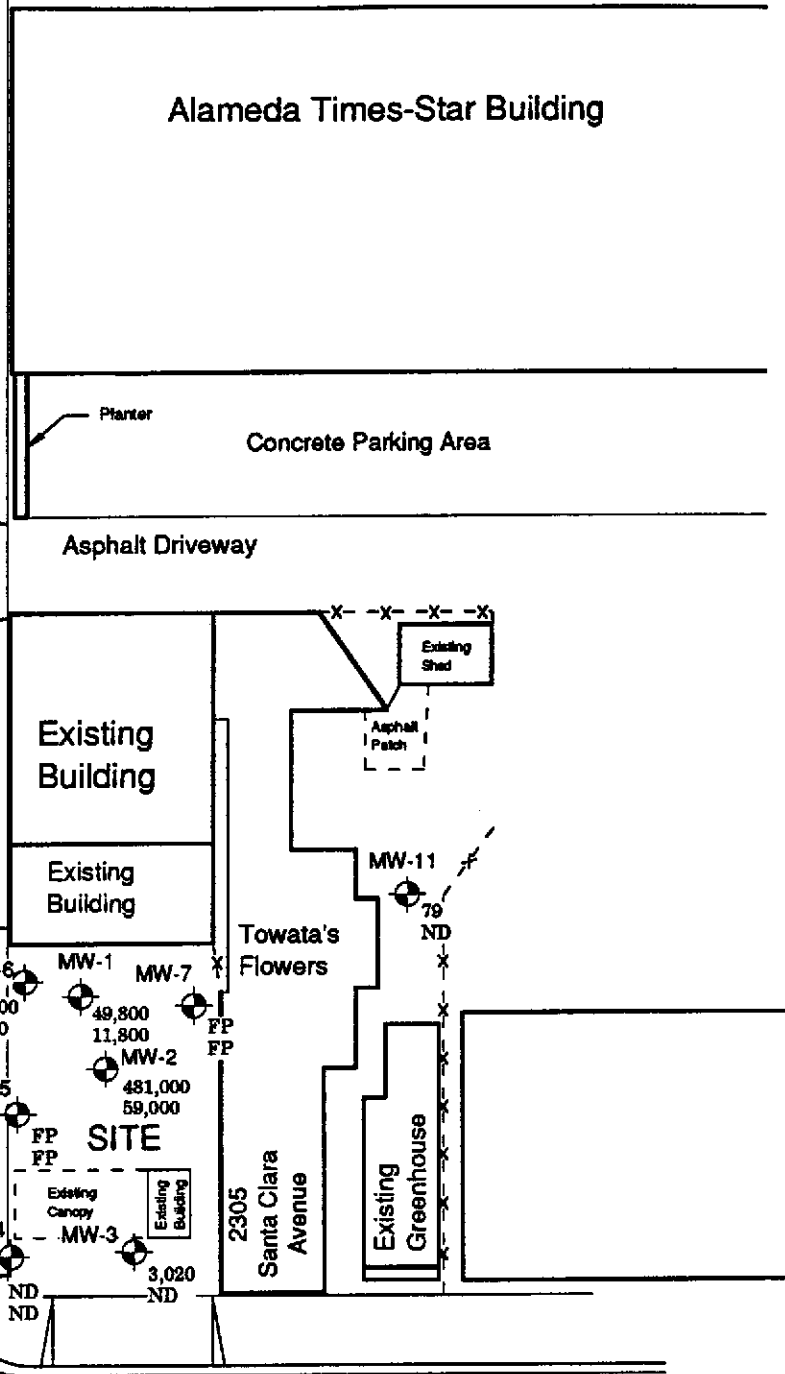 Alameda Times-Star Building
Planter
Concrete Parking Area
Asphalt Driveway
Existing
Shed
Asphalt
Patch
Existing
Building
Existing
Building
MW-11
79
ND
Towata's
Flowers
MW-1
49,800
11,800
MW-7
FP
FP
MW-2
481,000
59,000
FP
FP
SITE
Existing
Canopy
Existing
Building
MW-3
3,020
ND
ND
ND
2305
Santa Clara
Avenue
Existing
Greenhouse